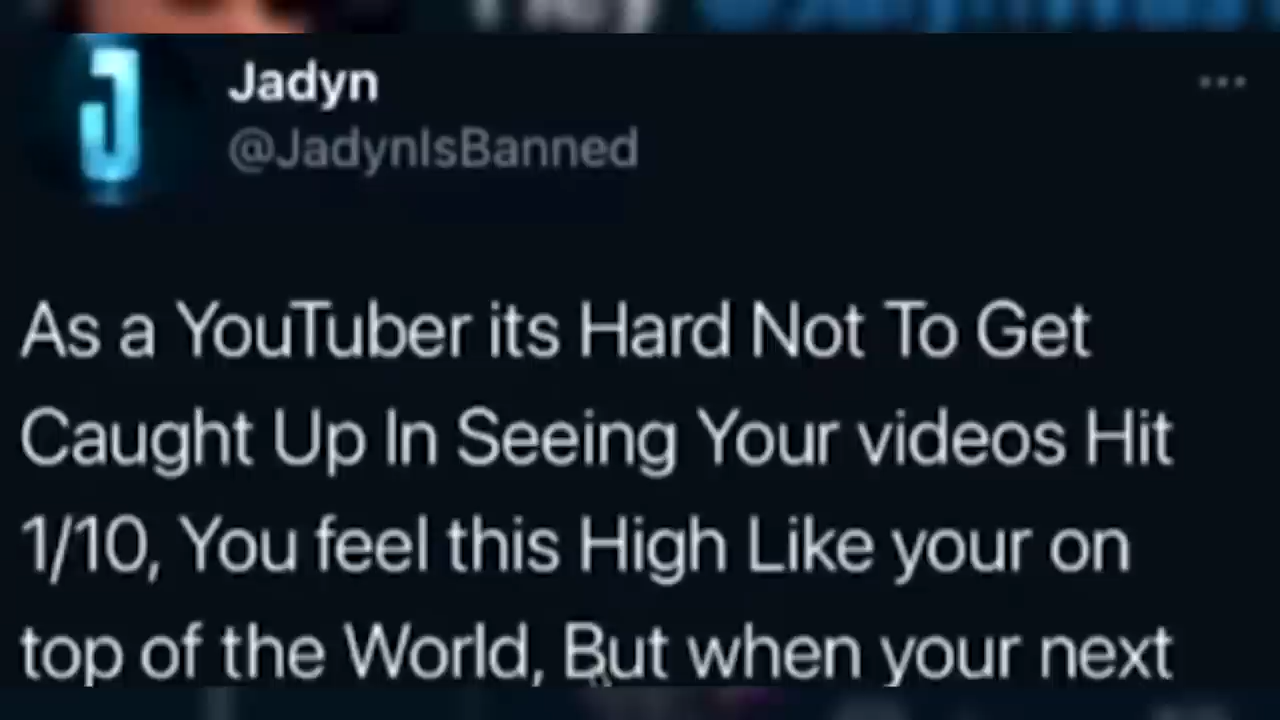 Jadyn
@JadynIsBanned
As a YouTuber its Hard Not To Get
Caught Up In Seeing Your videos Hit
1/10, You feel this High Like your on
top of the World, But when your next